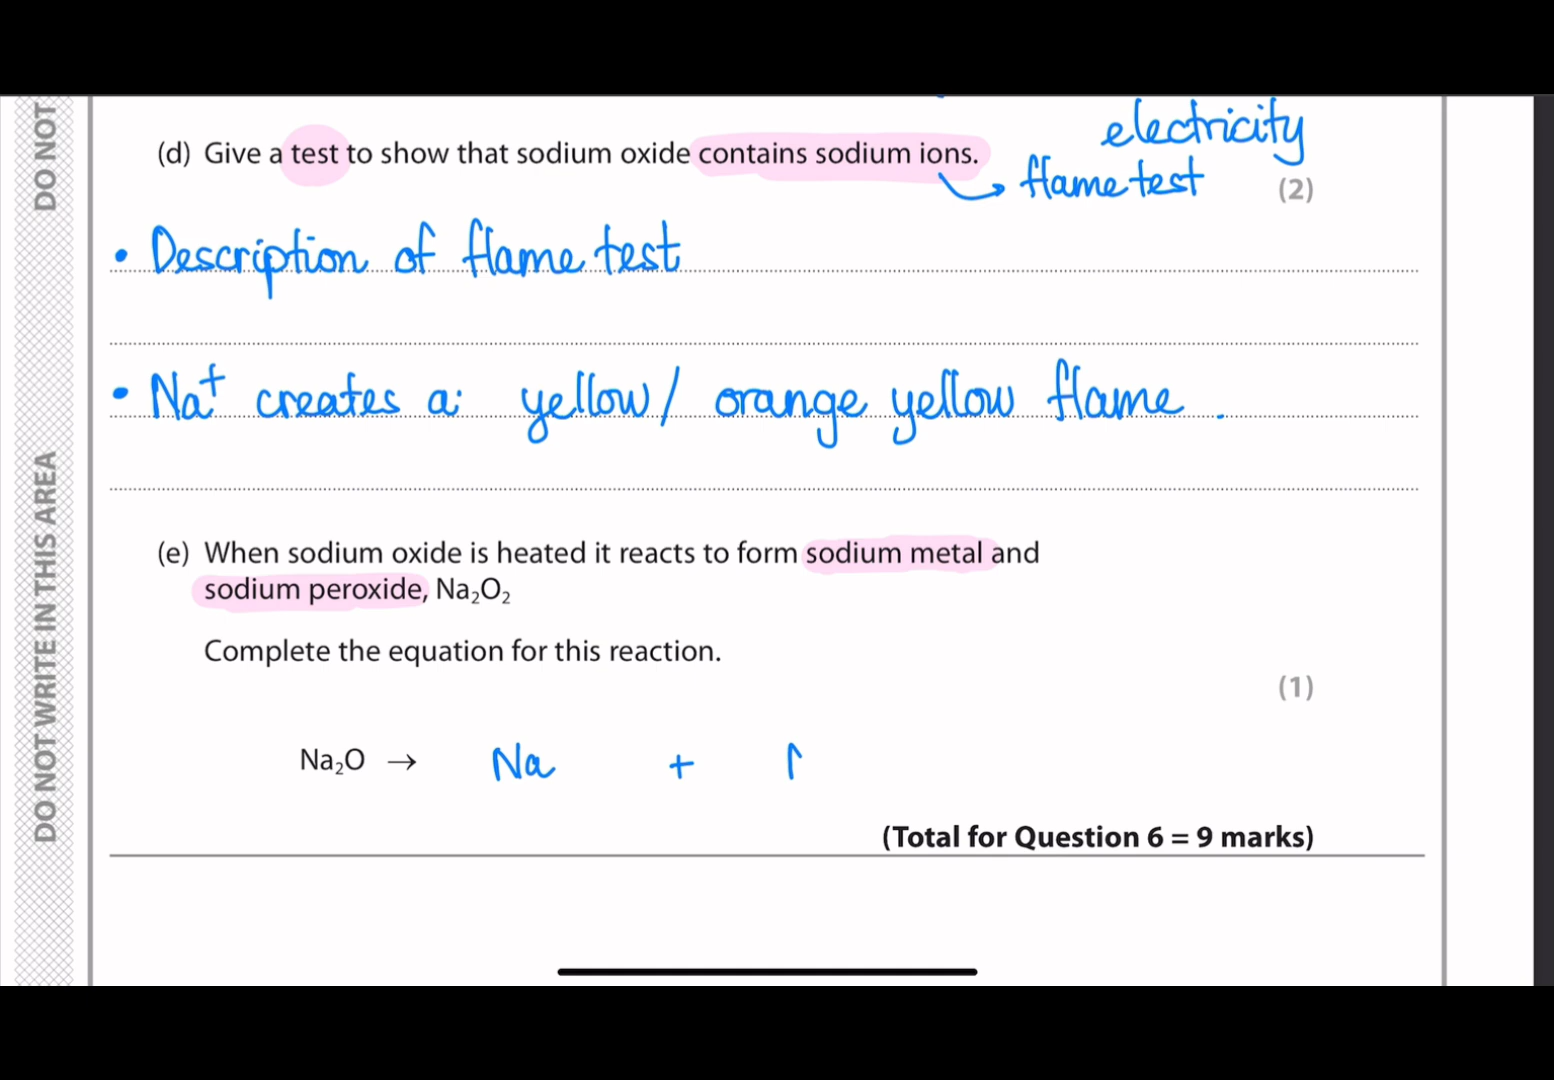 DO NOT
electricity
(d) Give a test to show that sodium oxide contains sodium ions.
flame test
(2)
• Description of flame test
• Na⁺ creates a: yellow/ orange yellow flame.
DO NOT WRITE IN THIS AREA
(e) When sodium oxide is heated it reacts to form sodium metal and
sodium peroxide, Na₂O₂
Complete the equation for this reaction.
(1)
Na₂O → Na +
(Total for Question 6 = 9 marks)